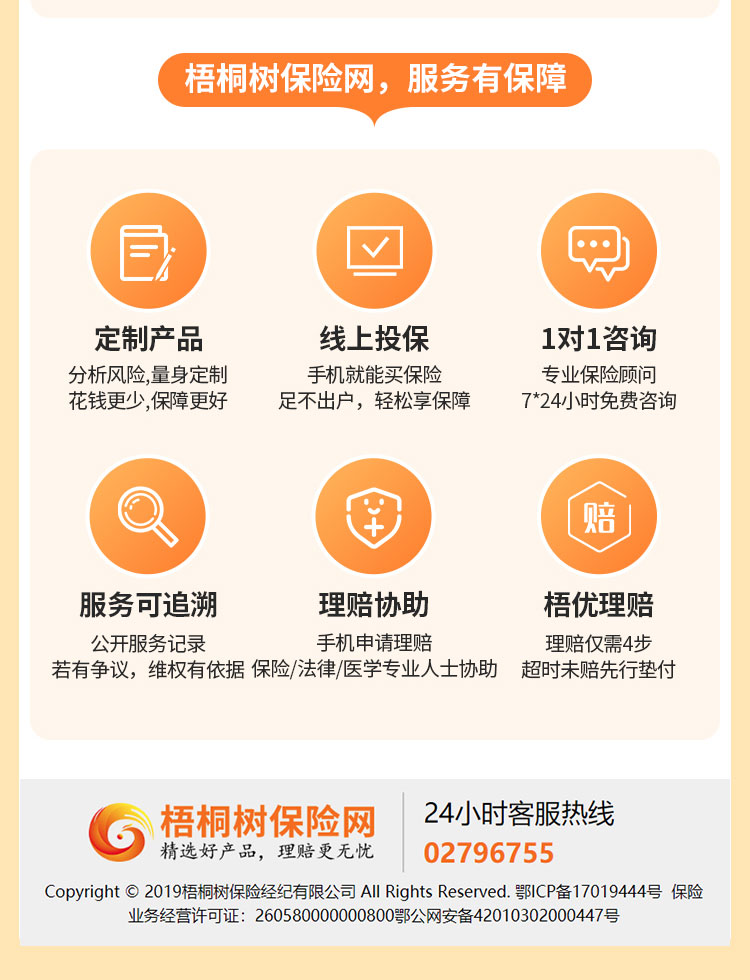 梧桐树保险网，服务有保障
定制产品
分析风险,量身定制
花钱更少,保障更好
线上投保
手机就能买保险
足不出户，轻松享保障
1对1咨询
专业保险顾问
7*24小时免费咨询
服务可追溯
公开服务记录
若有争议，维权有依据
理赔协助
手机申请理赔
保险/法律/医学专业人士协助
赔
梧优理赔
理赔仅需4步
超时未赔先行垫付
梧桐树保险网
精选好产品，理赔更无忧
24小时客服热线
02796755
Copyright © 2019梧桐树保险经纪有限公司 All Rights Reserved. 鄂ICP备17019444号 保险
业务经营许可证：260580000000800鄂公网安备42010302000447号